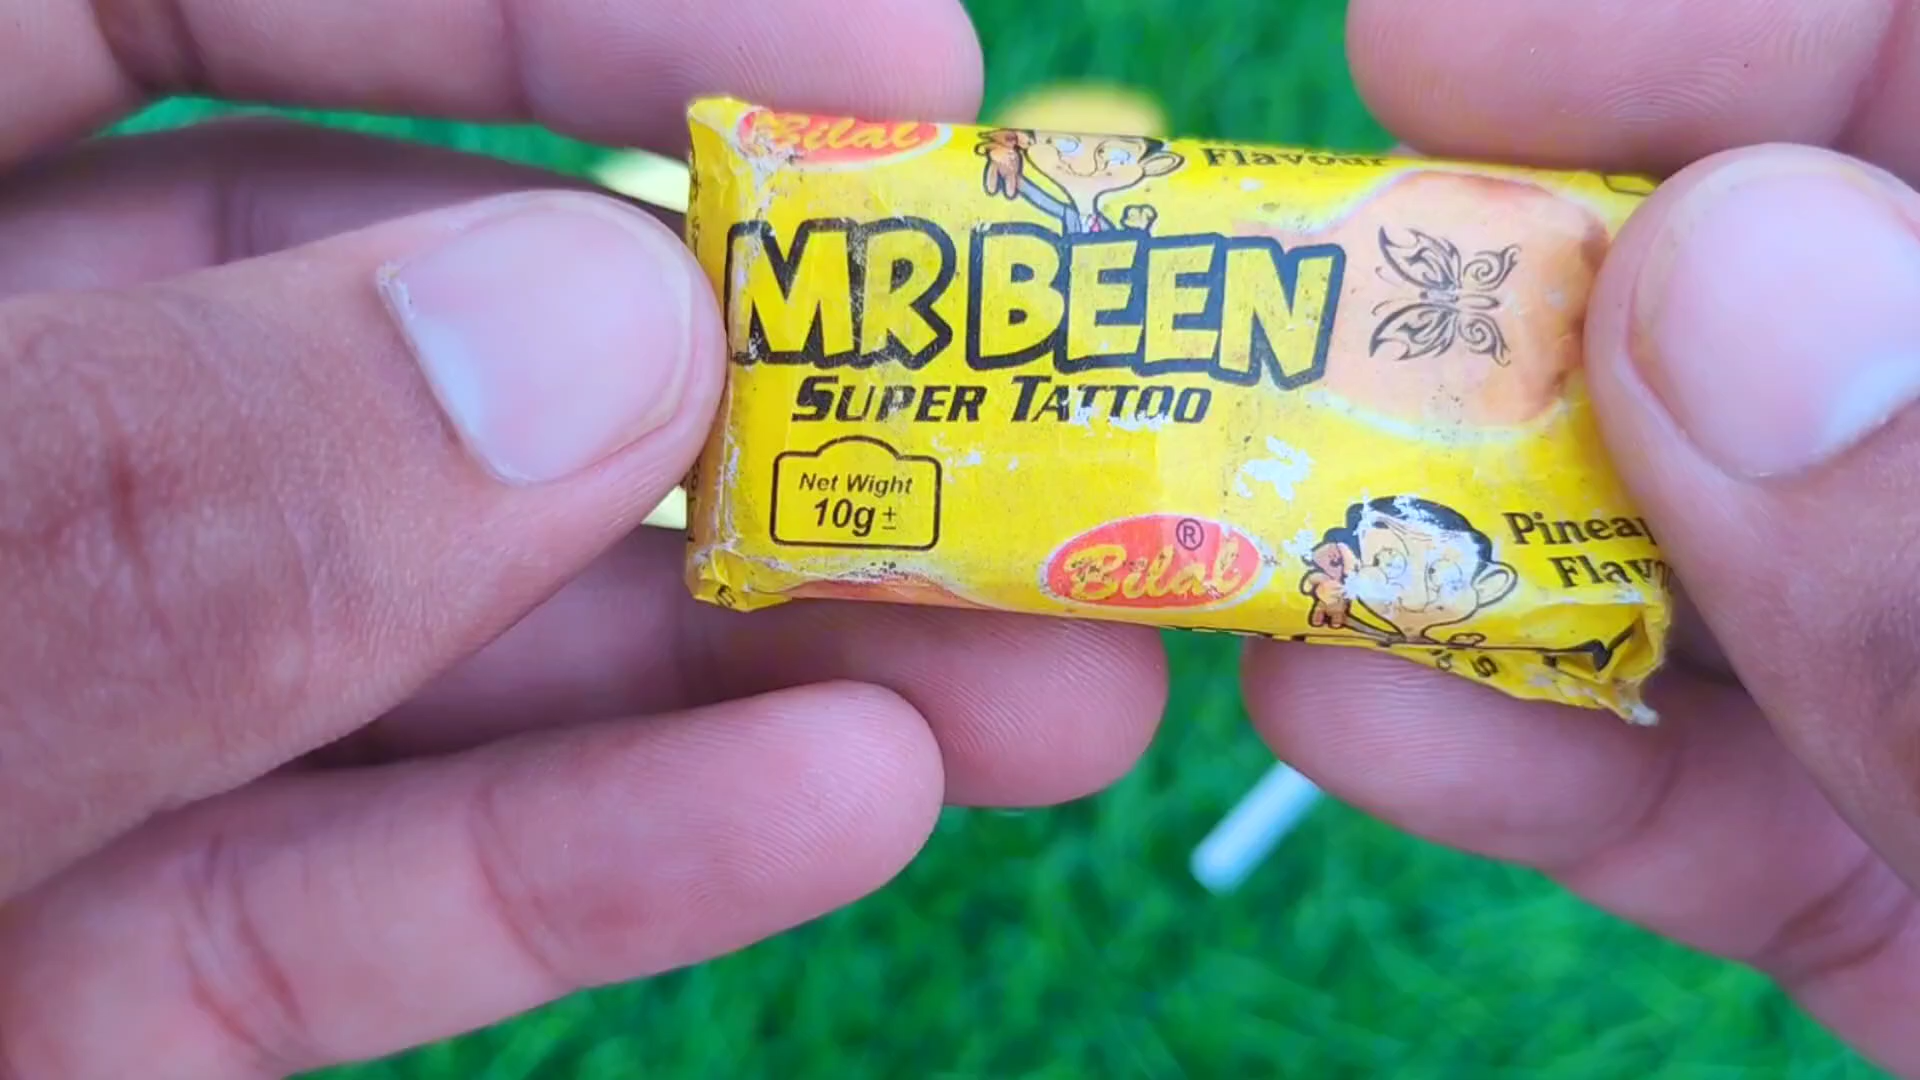 Bilal
Flavour
MR BEEN
SUPER TATTOO
Net Wight
10g ±
Bilal ®
Pineap
Flavo